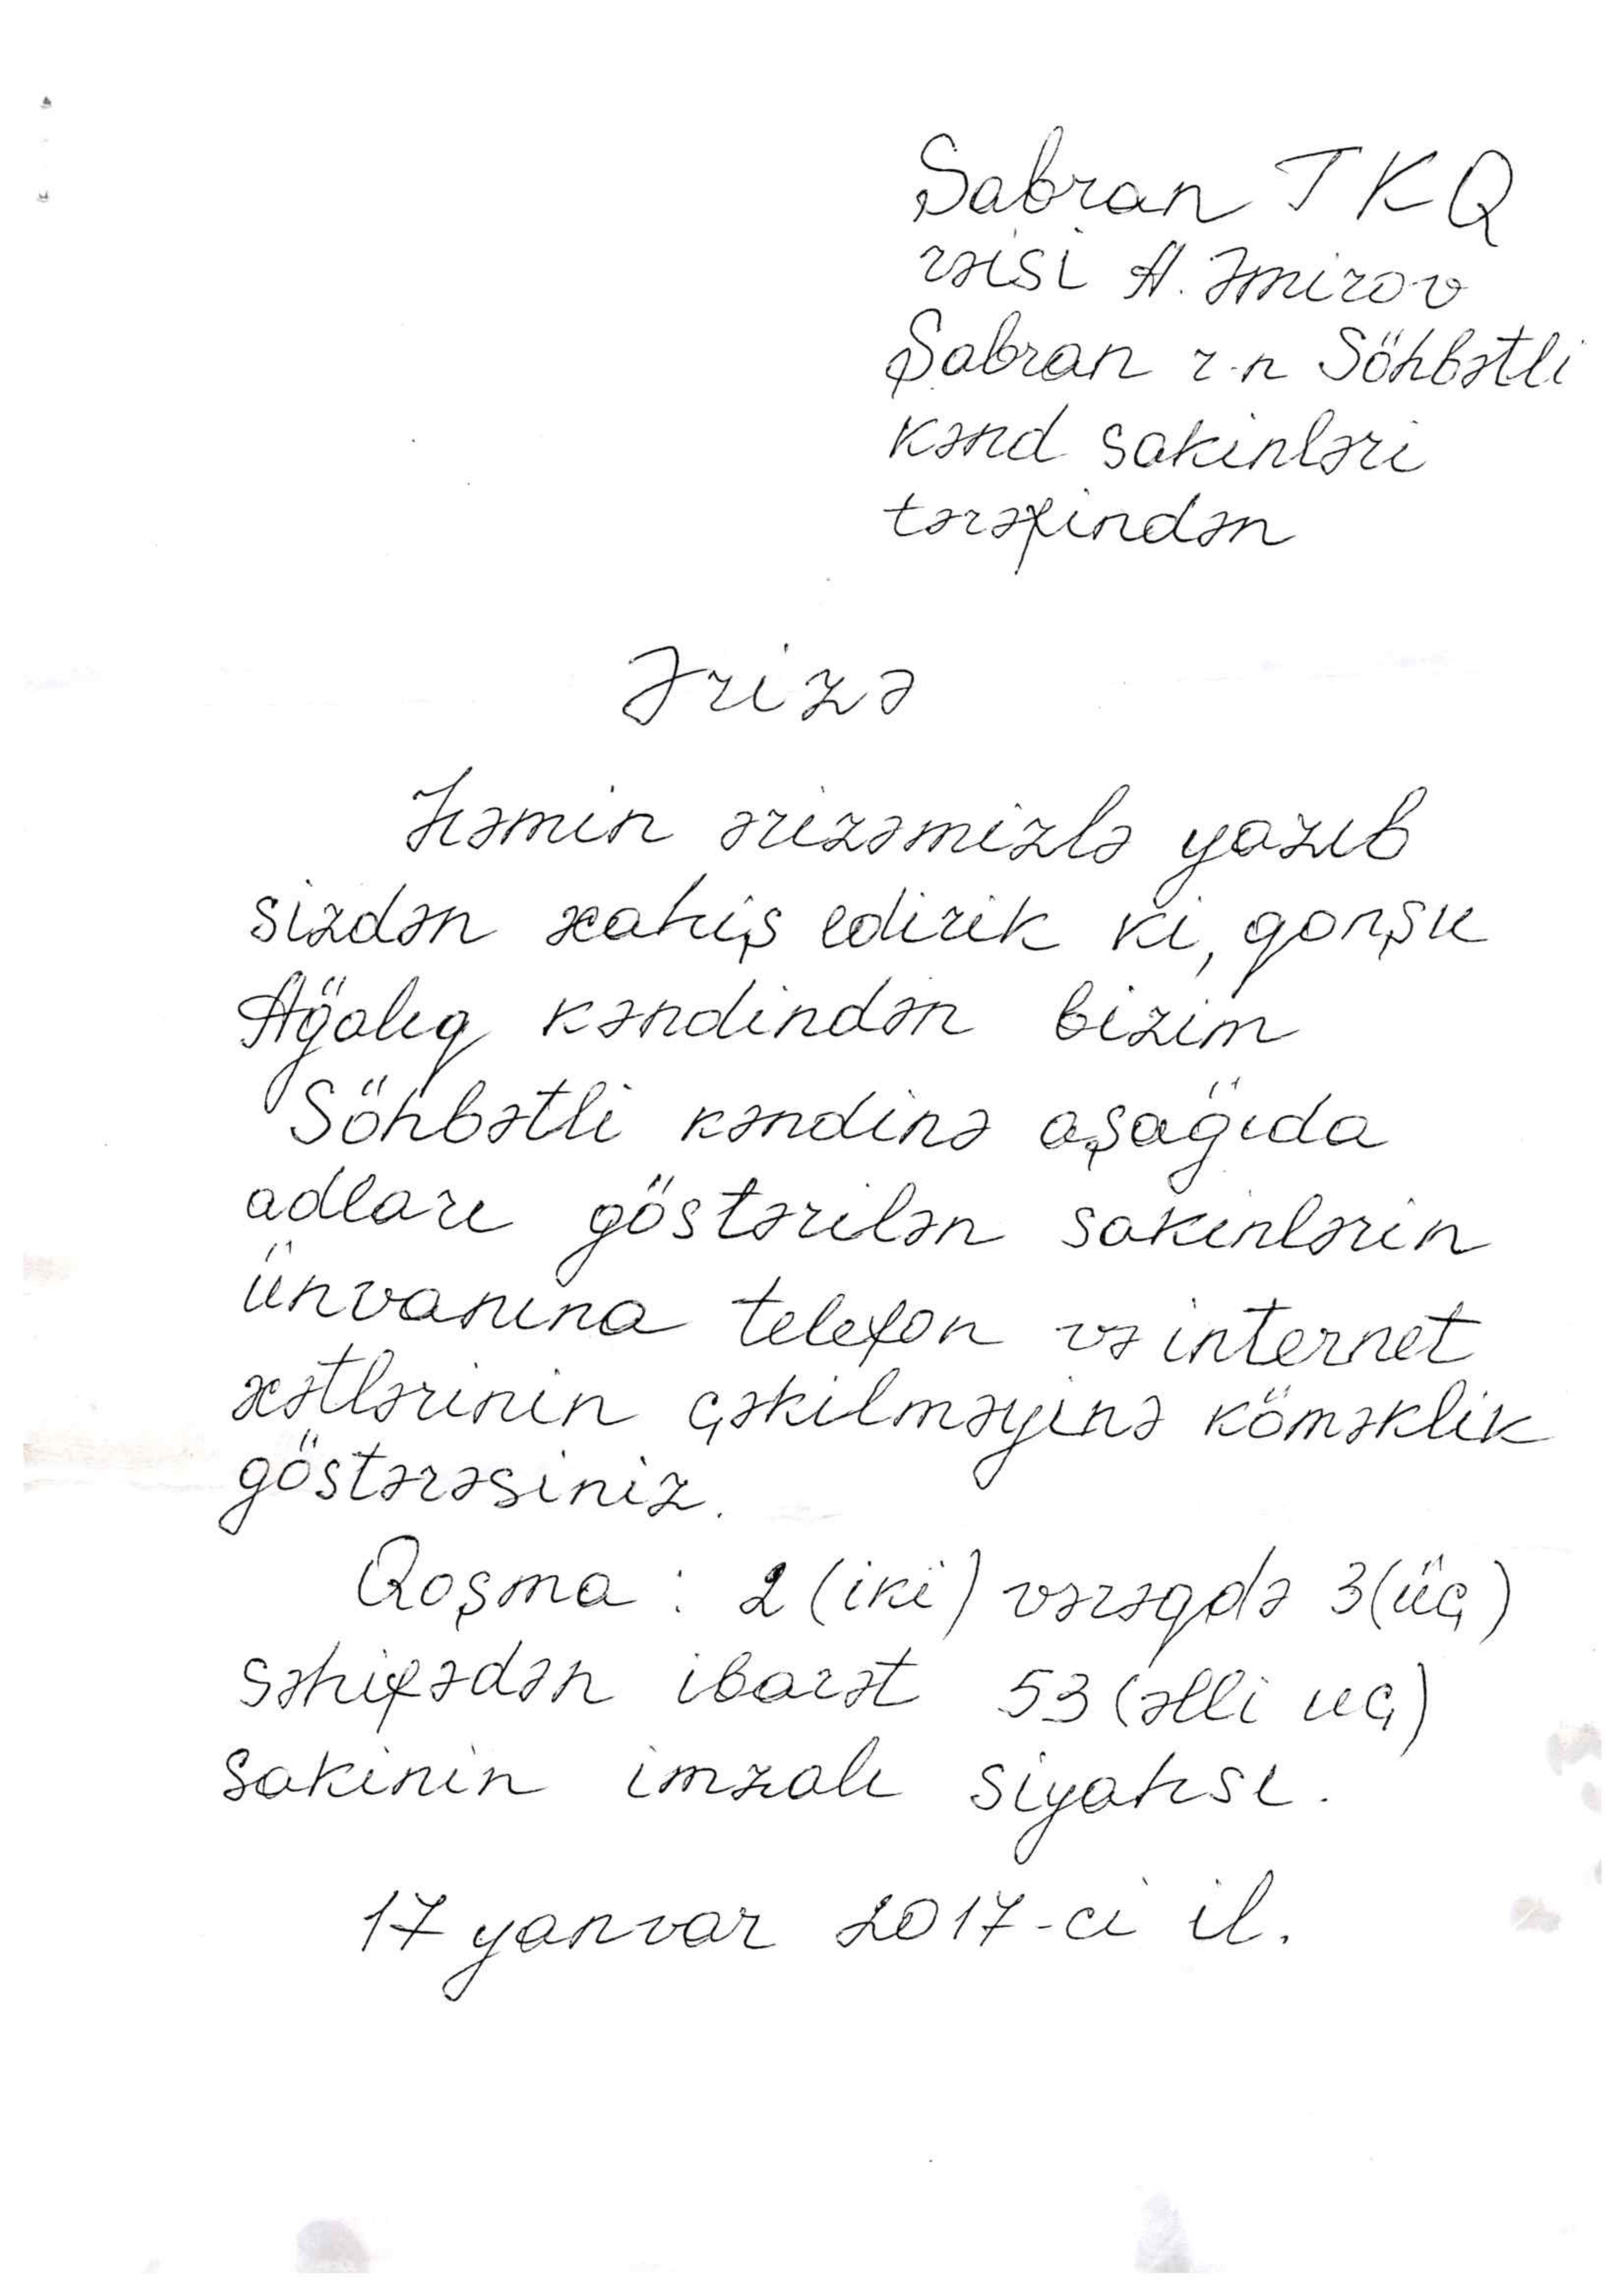 Sabran TKQ
rəisi A. Əmirov
Şabran r-n Söhbətli
kənd sakinləri
tərəfindən
Ərizə
Həmin ərizəmizlə yazıb
sizdən xahiş edirik ki, qonşu
Ağalıq kəndindən bizim
Söhbətli kəndinə aşağıda
adları göstərilən sakinlərin
ünvanına telefon və internet
xətlərinin çəkilməyinə köməklik
göstərəsiniz.
Qoşma : 2 (iki) vərəqdə 3 (üç)
səhifədən ibarət 53 (əlli uç)
sakinin imzalı siyahsı.
17 yanvar 2017-ci il.